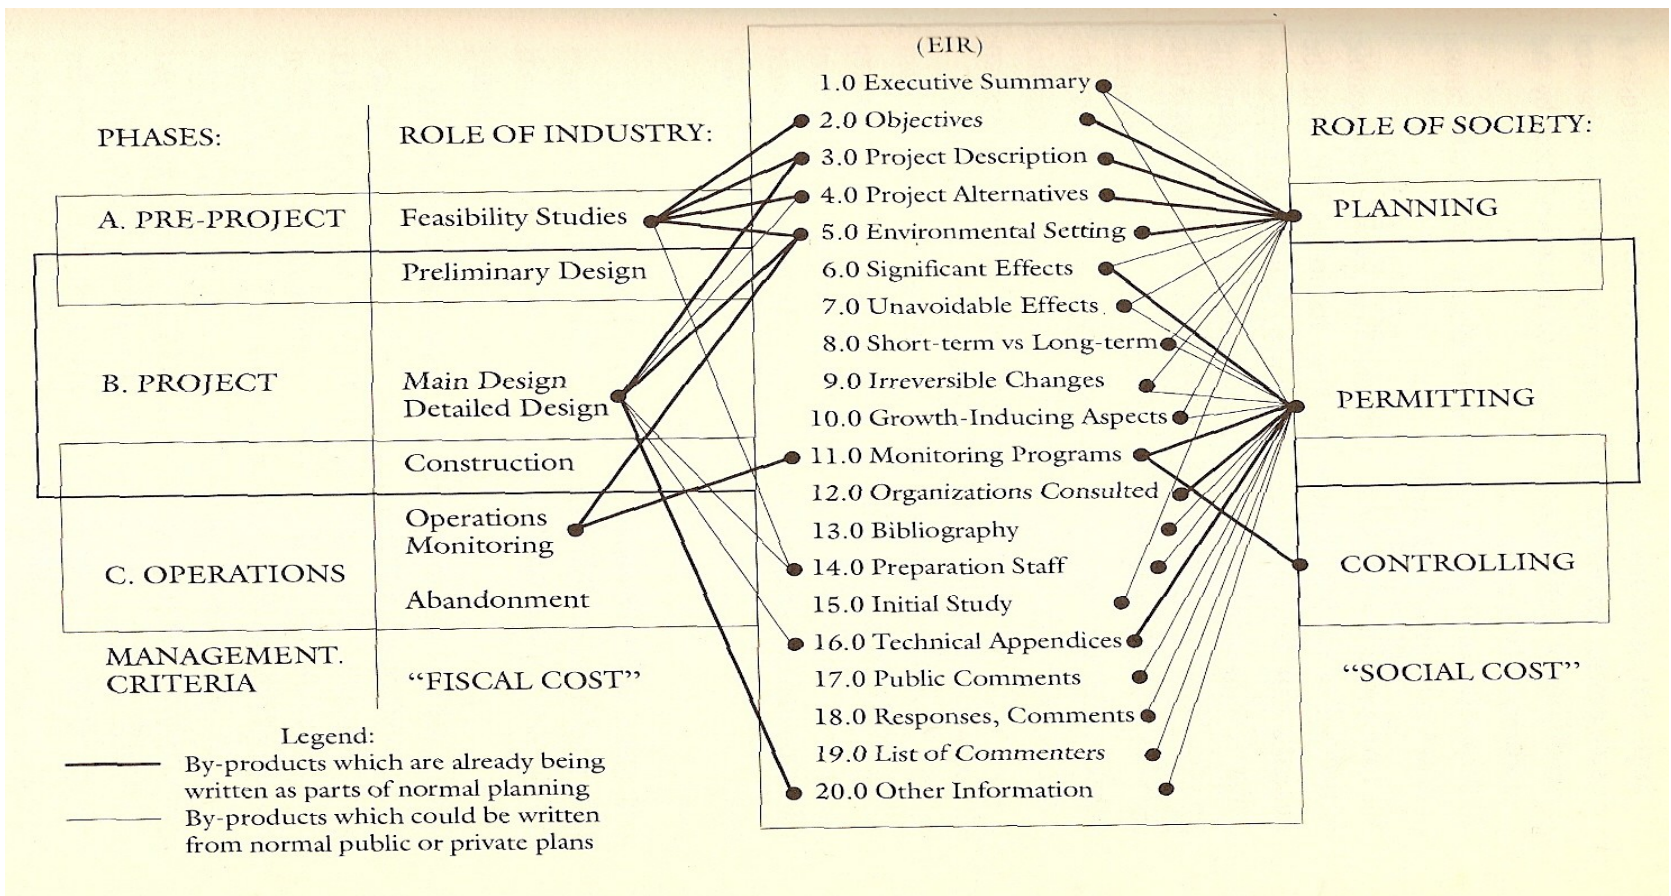 (EIR)
1.0 Executive Summary
2.0 Objectives
3.0 Project Description
4.0 Project Alternatives
5.0 Environmental Setting
6.0 Significant Effects
7.0 Unavoidable Effects
8.0 Short-term vs Long-term
9.0 Irreversible Changes
10.0 Growth-Inducing Aspects
11.0 Monitoring Programs
12.0 Organizations Consulted
13.0 Bibliography
14.0 Preparation Staff
15.0 Initial Study
16.0 Technical Appendices
17.0 Public Comments
18.0 Responses, Comments
19.0 List of Commenters
20.0 Other Information
PHASES:
A. PRE-PROJECT
B. PROJECT
C. OPERATIONS
MANAGEMENT.
CRITERIA
ROLE OF INDUSTRY:
Feasibility Studies
Preliminary Design
Main Design
Detailed Design
Construction
Operations
Monitoring
Abandonment
“FISCAL COST”
ROLE OF SOCIETY:
PLANNING
PERMITTING
CONTROLLING
“SOCIAL COST”
Legend:
By-products which are already being
written as parts of normal planning
By-products which could be written
from normal public or private plans